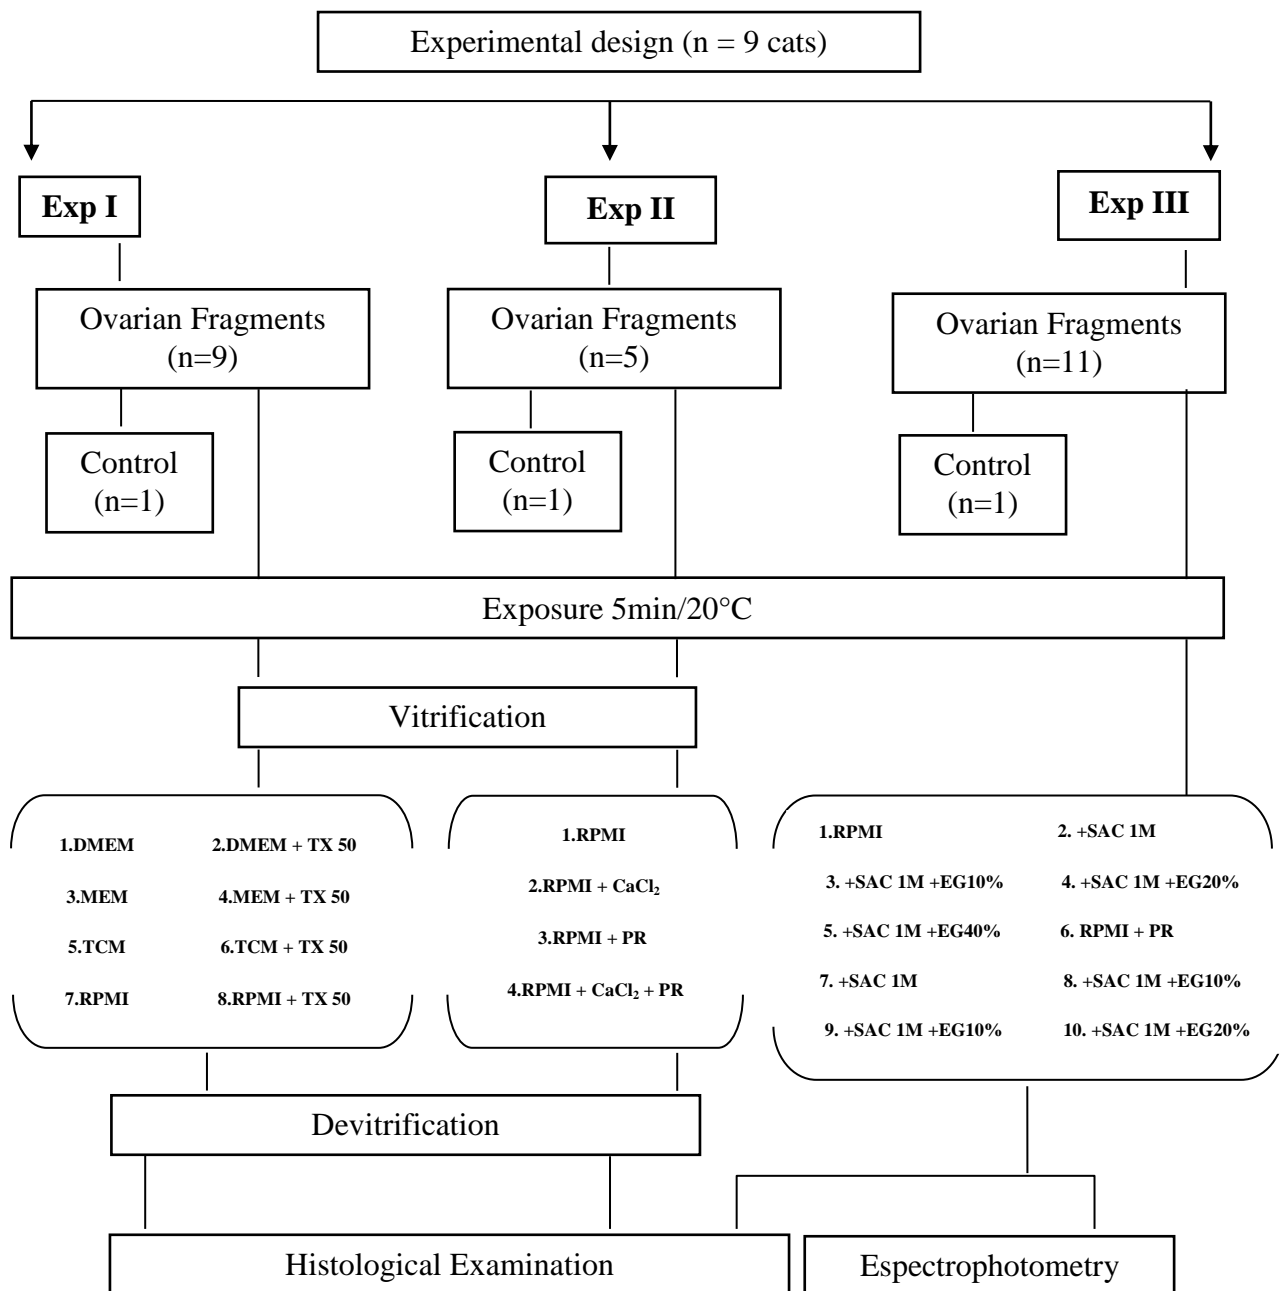 Experimental design (n = 9 cats)
Exp I
Exp II
Exp III
Ovarian Fragments
(n=9)
Ovarian Fragments
(n=5)
Ovarian Fragments
(n=11)
Control
(n=1)
Control
(n=1)
Control
(n=1)
Exposure 5min/20°C
Vitrification
1.DMEM
2.DMEM + TX 50
3.MEM
4.MEM + TX 50
5.TCM
6.TCM + TX 50
7.RPMI
8.RPMI + TX 50
1.RPMI
2.RPMI + CaCl₂
3.RPMI + PR
4.RPMI + CaCl₂ + PR
1.RPMI
2. +SAC 1M
3. +SAC 1M +EG10%
4. +SAC 1M +EG20%
5. +SAC 1M +EG40%
6. RPMI + PR
7. +SAC 1M
8. +SAC 1M +EG10%
9. +SAC 1M +EG10%
10. +SAC 1M +EG20%
Devitrification
Histological Examination
Espectrophotometry